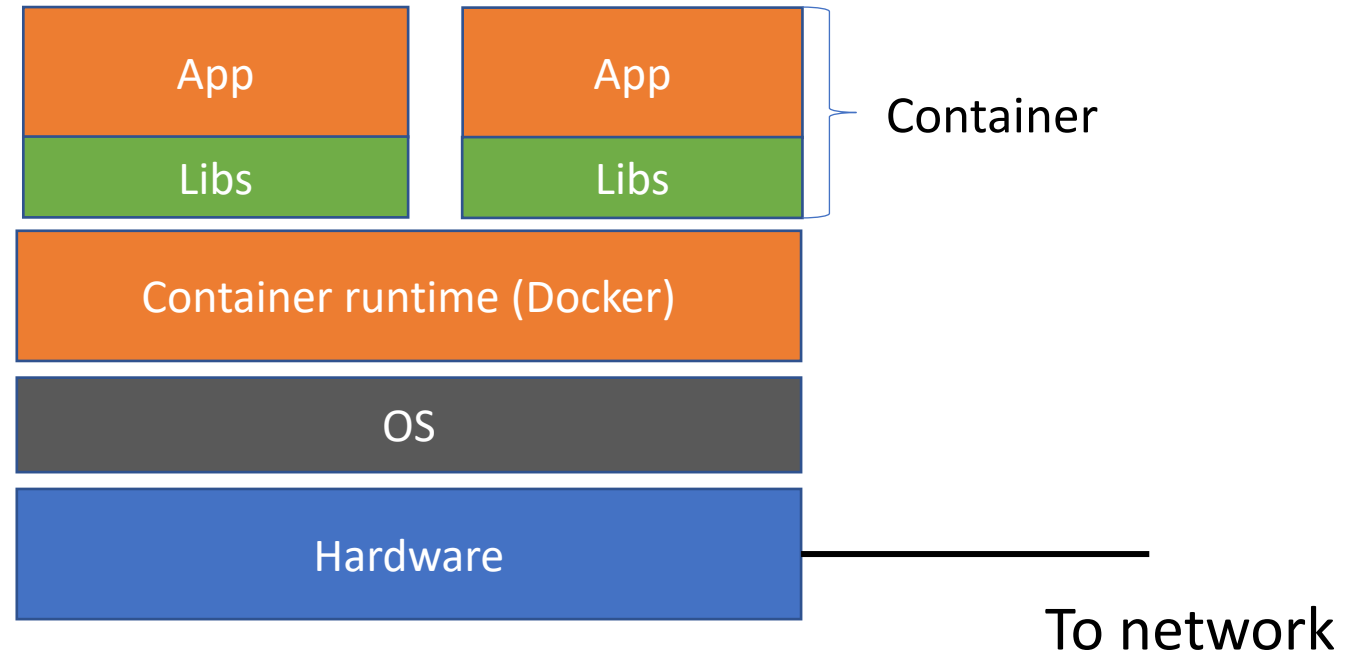 App
App
Container
Libs
Libs
Container runtime (Docker)
OS
Hardware
To network